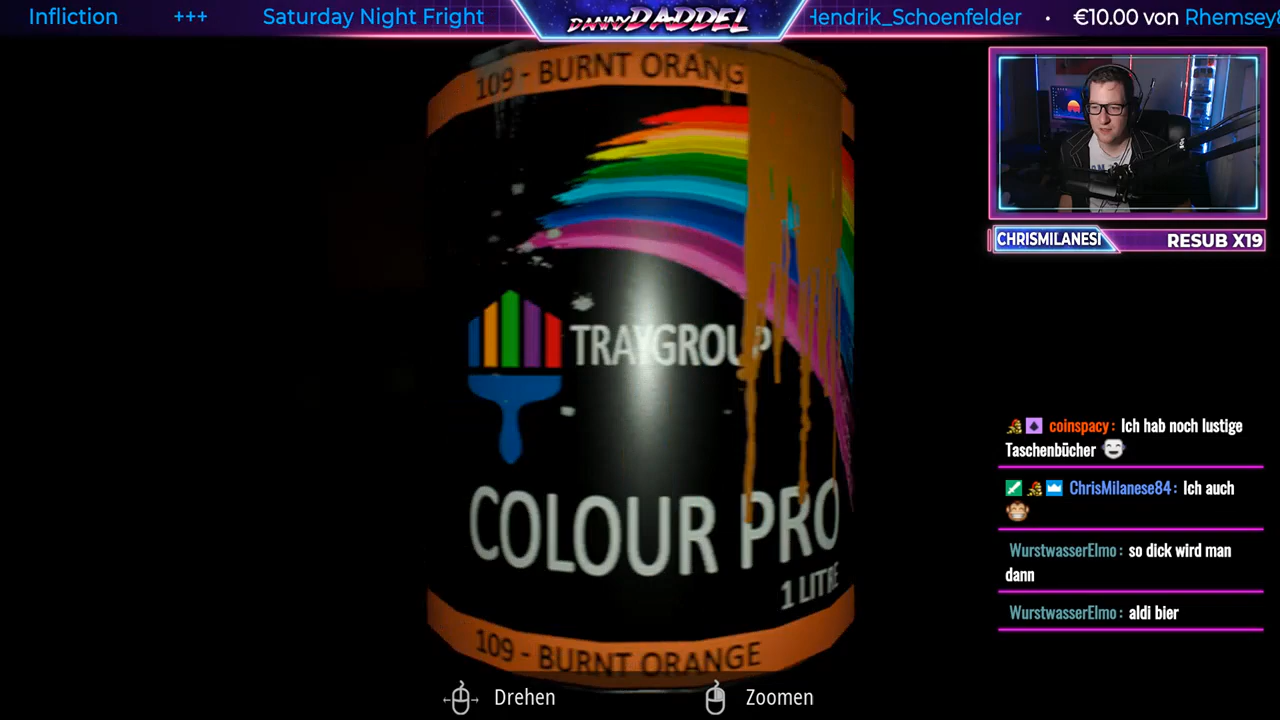 Infliction +++ Saturday Night Fright
DANNYDADDEL
Hendrik_Schoenfelder • €10.00 von Rhemsey
109 - BURNT ORANG
TRAYGROUP
COLOUR PRO
1 LITRE
109 - BURNT ORANGE
Drehen
Zoomen
CHRISMILANESI
RESUB X19
coinspacy: Ich hab noch lustige
Taschenbücher
ChrisMilanese84: Ich auch
WurstwasserElmo: so dick wird man
dann
WurstwasserElmo: aldi bier